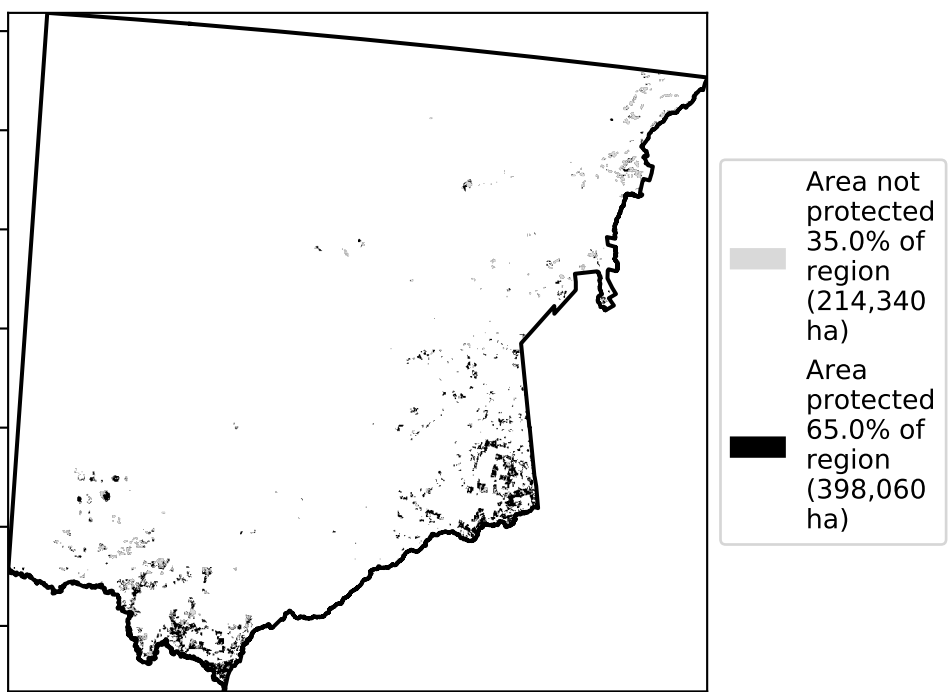 Area not
protected
35.0% of
region
(214,340
ha)
Area
protected
65.0% of
region
(398,060
ha)